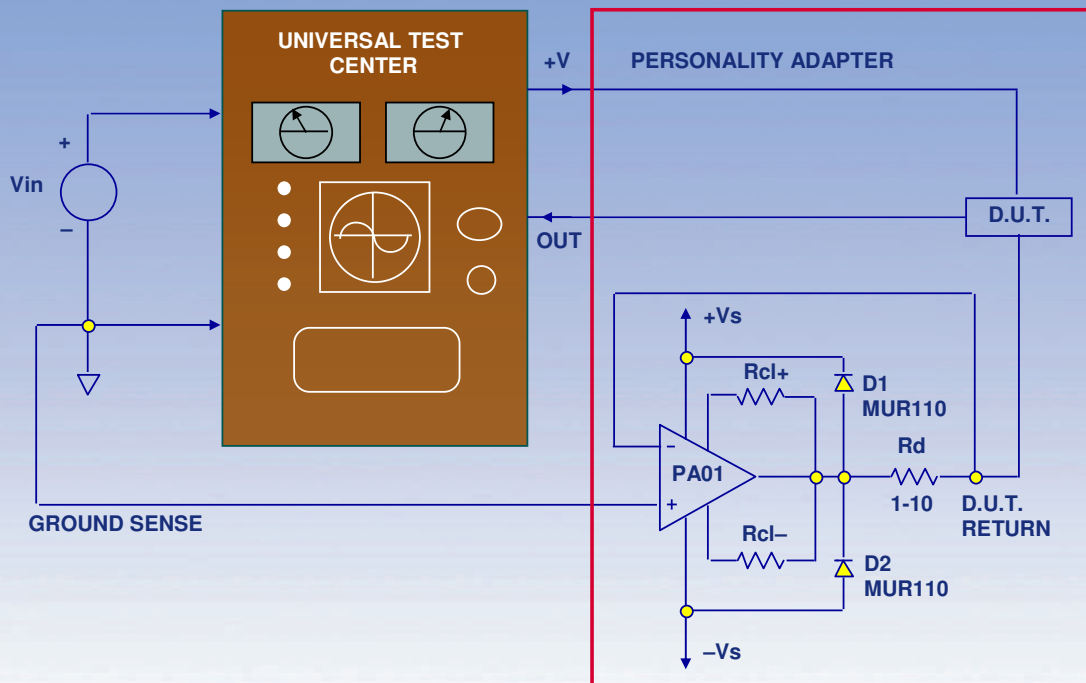 UNIVERSAL TEST
CENTER
+V
PERSONALITY ADAPTER
+
Vin
–
D.U.T.
OUT
+Vs
Rcl+
D1
MUR110
Rd
–
PA01
+
1-10
D.U.T.
RETURN
GROUND SENSE
Rcl–
D2
MUR110
–Vs